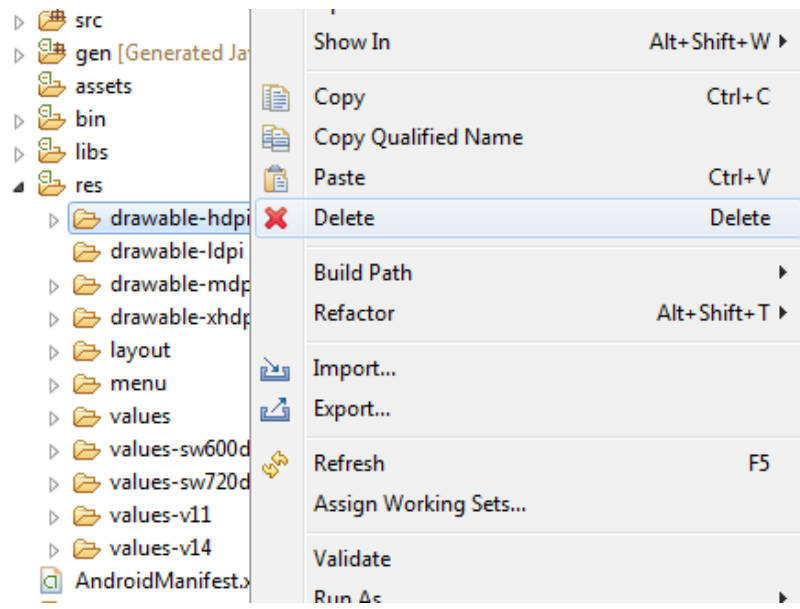 src
gen [Generated Ja
assets
bin
libs
res
drawable-hdpi
drawable-ldpi
drawable-mdp
drawable-xhdp
layout
menu
values
values-sw600d
values-sw720d
values-v11
values-v14
AndroidManifest.x
Show In Alt+Shift+W
Copy Ctrl+C
Copy Qualified Name
Paste Ctrl+V
Delete Delete
Build Path
Refactor Alt+Shift+T
Import...
Export...
Refresh F5
Assign Working Sets...
Validate
Run As